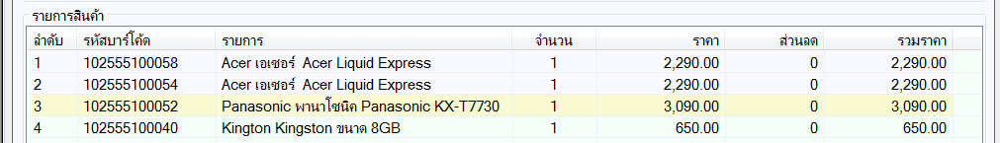 รายการสินค้า
ลำดับ รหัสบาร์โค้ด รายการ จำนวน ราคา ส่วนลด รวมราคา
1 102555100058 Acer เอเซอร์ Acer Liquid Express 1 2,290.00 0 2,290.00
2 102555100054 Acer เอเซอร์ Acer Liquid Express 1 2,290.00 0 2,290.00
3 102555100052 Panasonic พานาโซนิค Panasonic KX-T7730 1 3,090.00 0 3,090.00
4 102555100040 Kington Kingston ขนาด 8GB 1 650.00 0 650.00